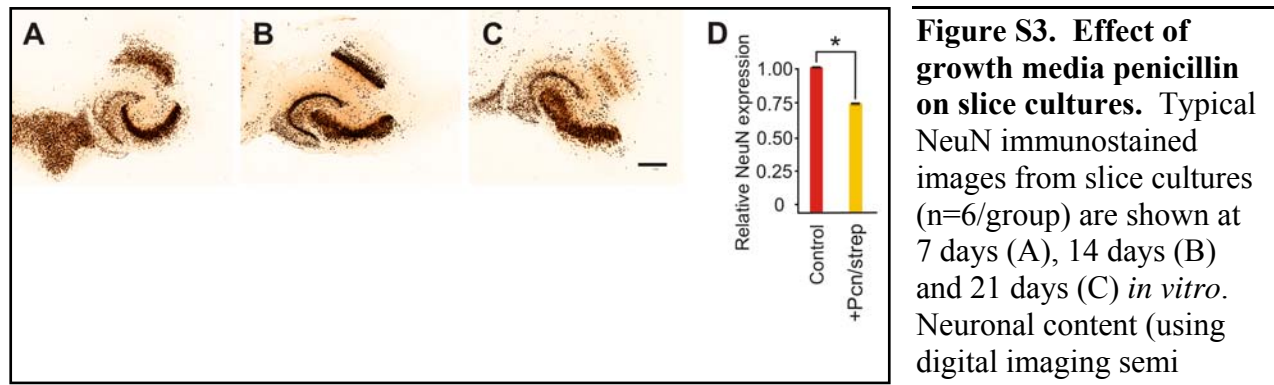 A
B
C
D
*
Relative NeuN expression
1.00
0.75
0.50
0.25
0
Control
+Pcn/strep
Figure S3. Effect of
growth media penicillin
on slice cultures. Typical
NeuN immunostained
images from slice cultures
(n=6/group) are shown at
7 days (A), 14 days (B)
and 21 days (C) in vitro.
Neuronal content (using
digital imaging semi